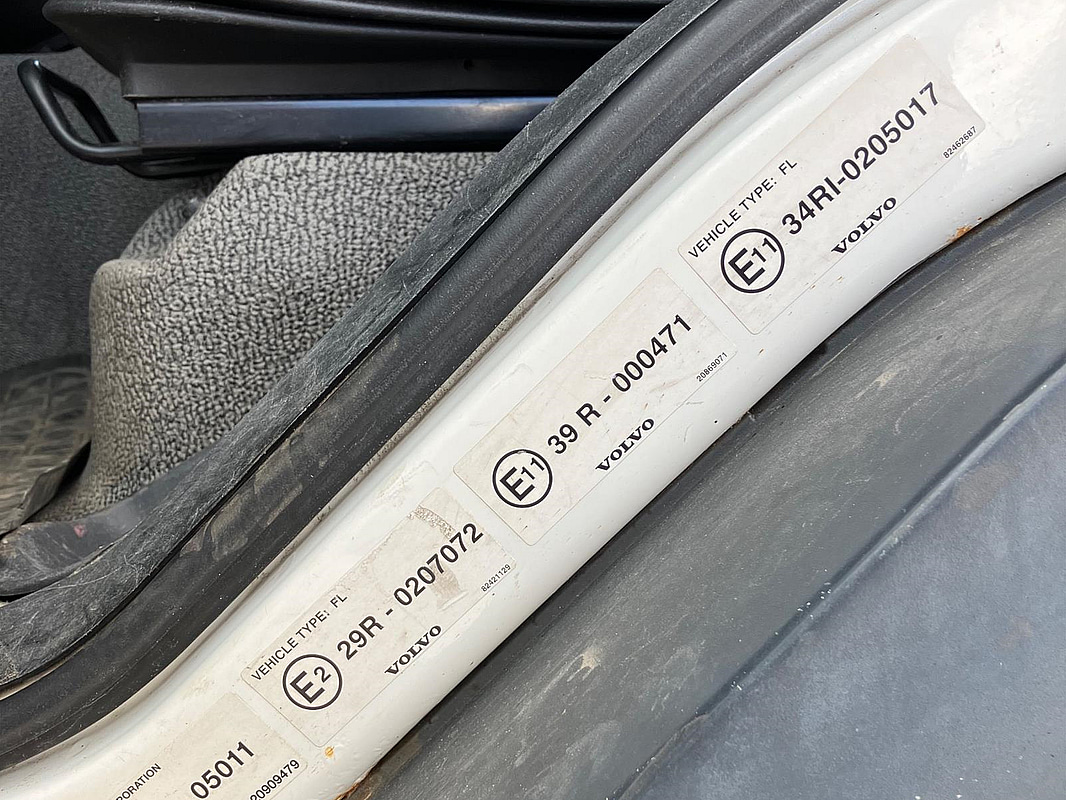 VEHICLE TYPE: FL
E11 34RI-0205017
VOLVO
82462687
E11 39 R - 000471
VOLVO
20869071
VEHICLE TYPE: FL
E2 29R - 0207072
VOLVO
82421129
05011
20909479